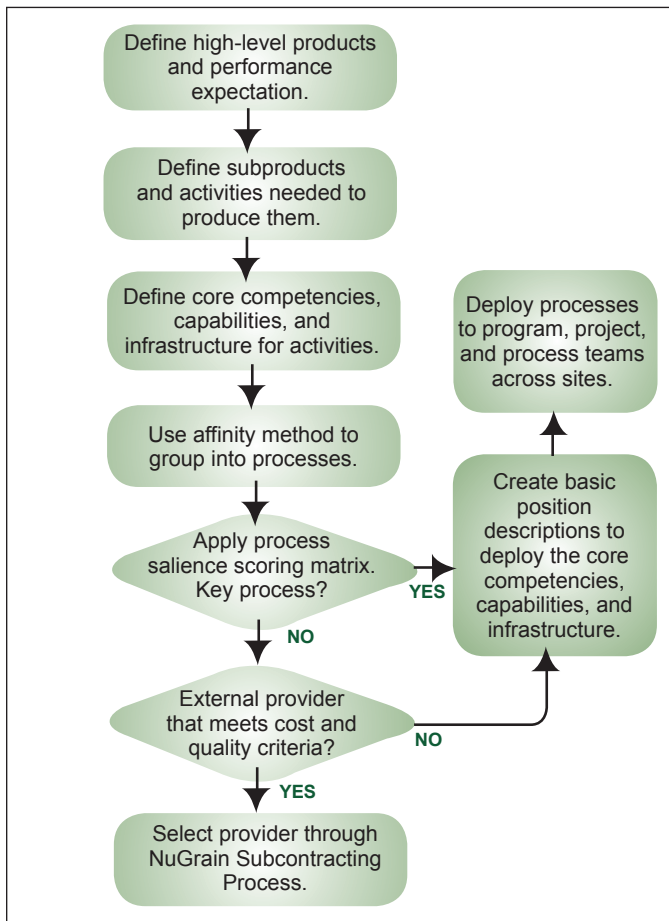 Define high-level products
and performance
expectation.
Define subproducts
and activities needed to
produce them.
Define core competencies,
capabilities, and
infrastructure for activities.
Use affinity method to
group into processes.
Apply process
salience scoring matrix.
Key process?
YES
NO
External provider
that meets cost and
quality criteria?
NO
YES
Select provider through
NuGrain Subcontracting
Process.
Deploy processes
to program, project,
and process teams
across sites.
Create basic
position
descriptions to
deploy the core
competencies,
capabilities, and
infrastructure.